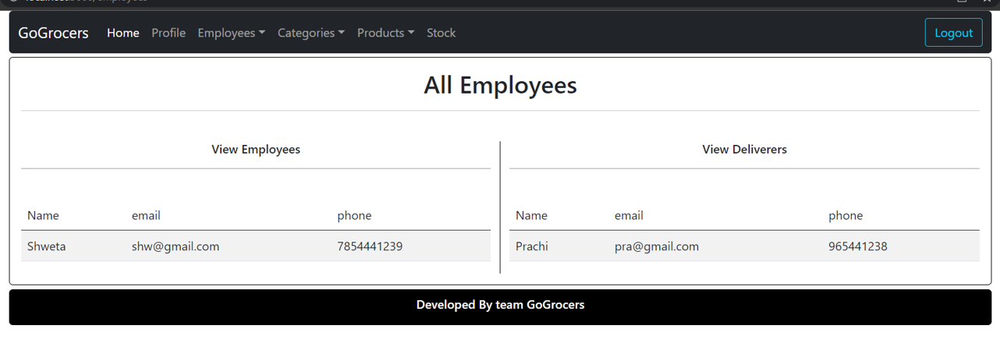 GoGrocers Home Profile Employees Categories Products Stock Logout
All Employees
View Employees
Name email phone
Shweta shw@gmail.com 7854441239
View Deliverers
Name email phone
Prachi pra@gmail.com 965441238
Developed By team GoGrocers